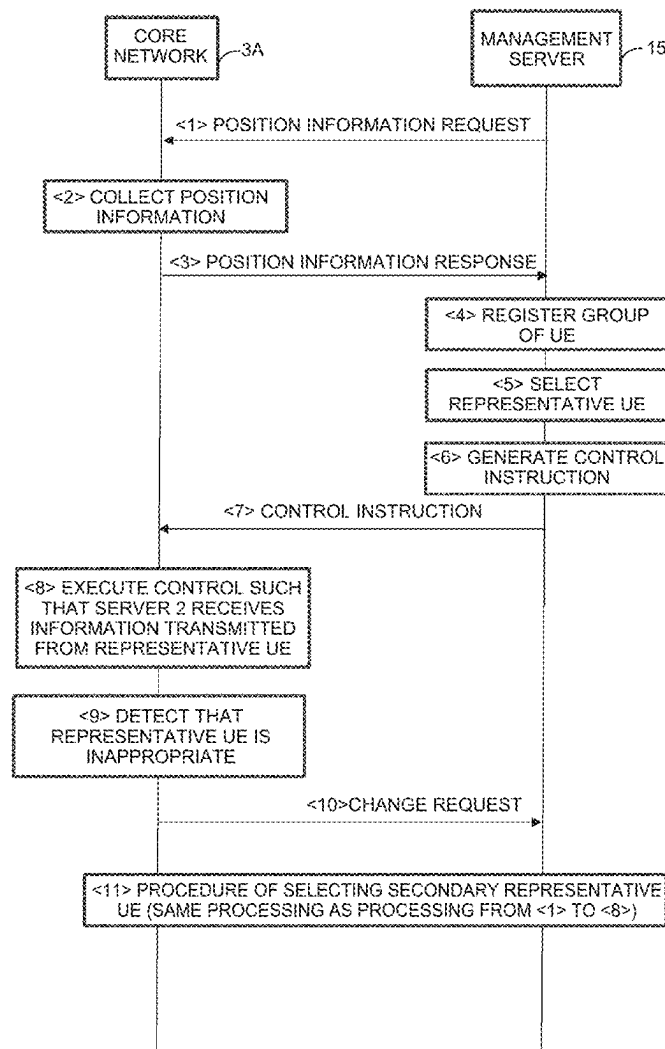 CORE
NETWORK
3A
MANAGEMENT
SERVER
15
<1> POSITION INFORMATION REQUEST
<2> COLLECT POSITION
INFORMATION
<3> POSITION INFORMATION RESPONSE
<4> REGISTER GROUP
OF UE
<5> SELECT
REPRESENTATIVE UE
<6> GENERATE CONTROL
INSTRUCTION
<7> CONTROL INSTRUCTION
<8> EXECUTE CONTROL SUCH
THAT SERVER 2 RECEIVES
INFORMATION TRANSMITTED
FROM REPRESENTATIVE UE
<9> DETECT THAT
REPRESENTATIVE UE IS
INAPPROPRIATE
<10>CHANGE REQUEST
<11> PROCEDURE OF SELECTING SECONDARY REPRESENTATIVE
UE (SAME PROCESSING AS PROCESSING FROM <1> TO <8>)